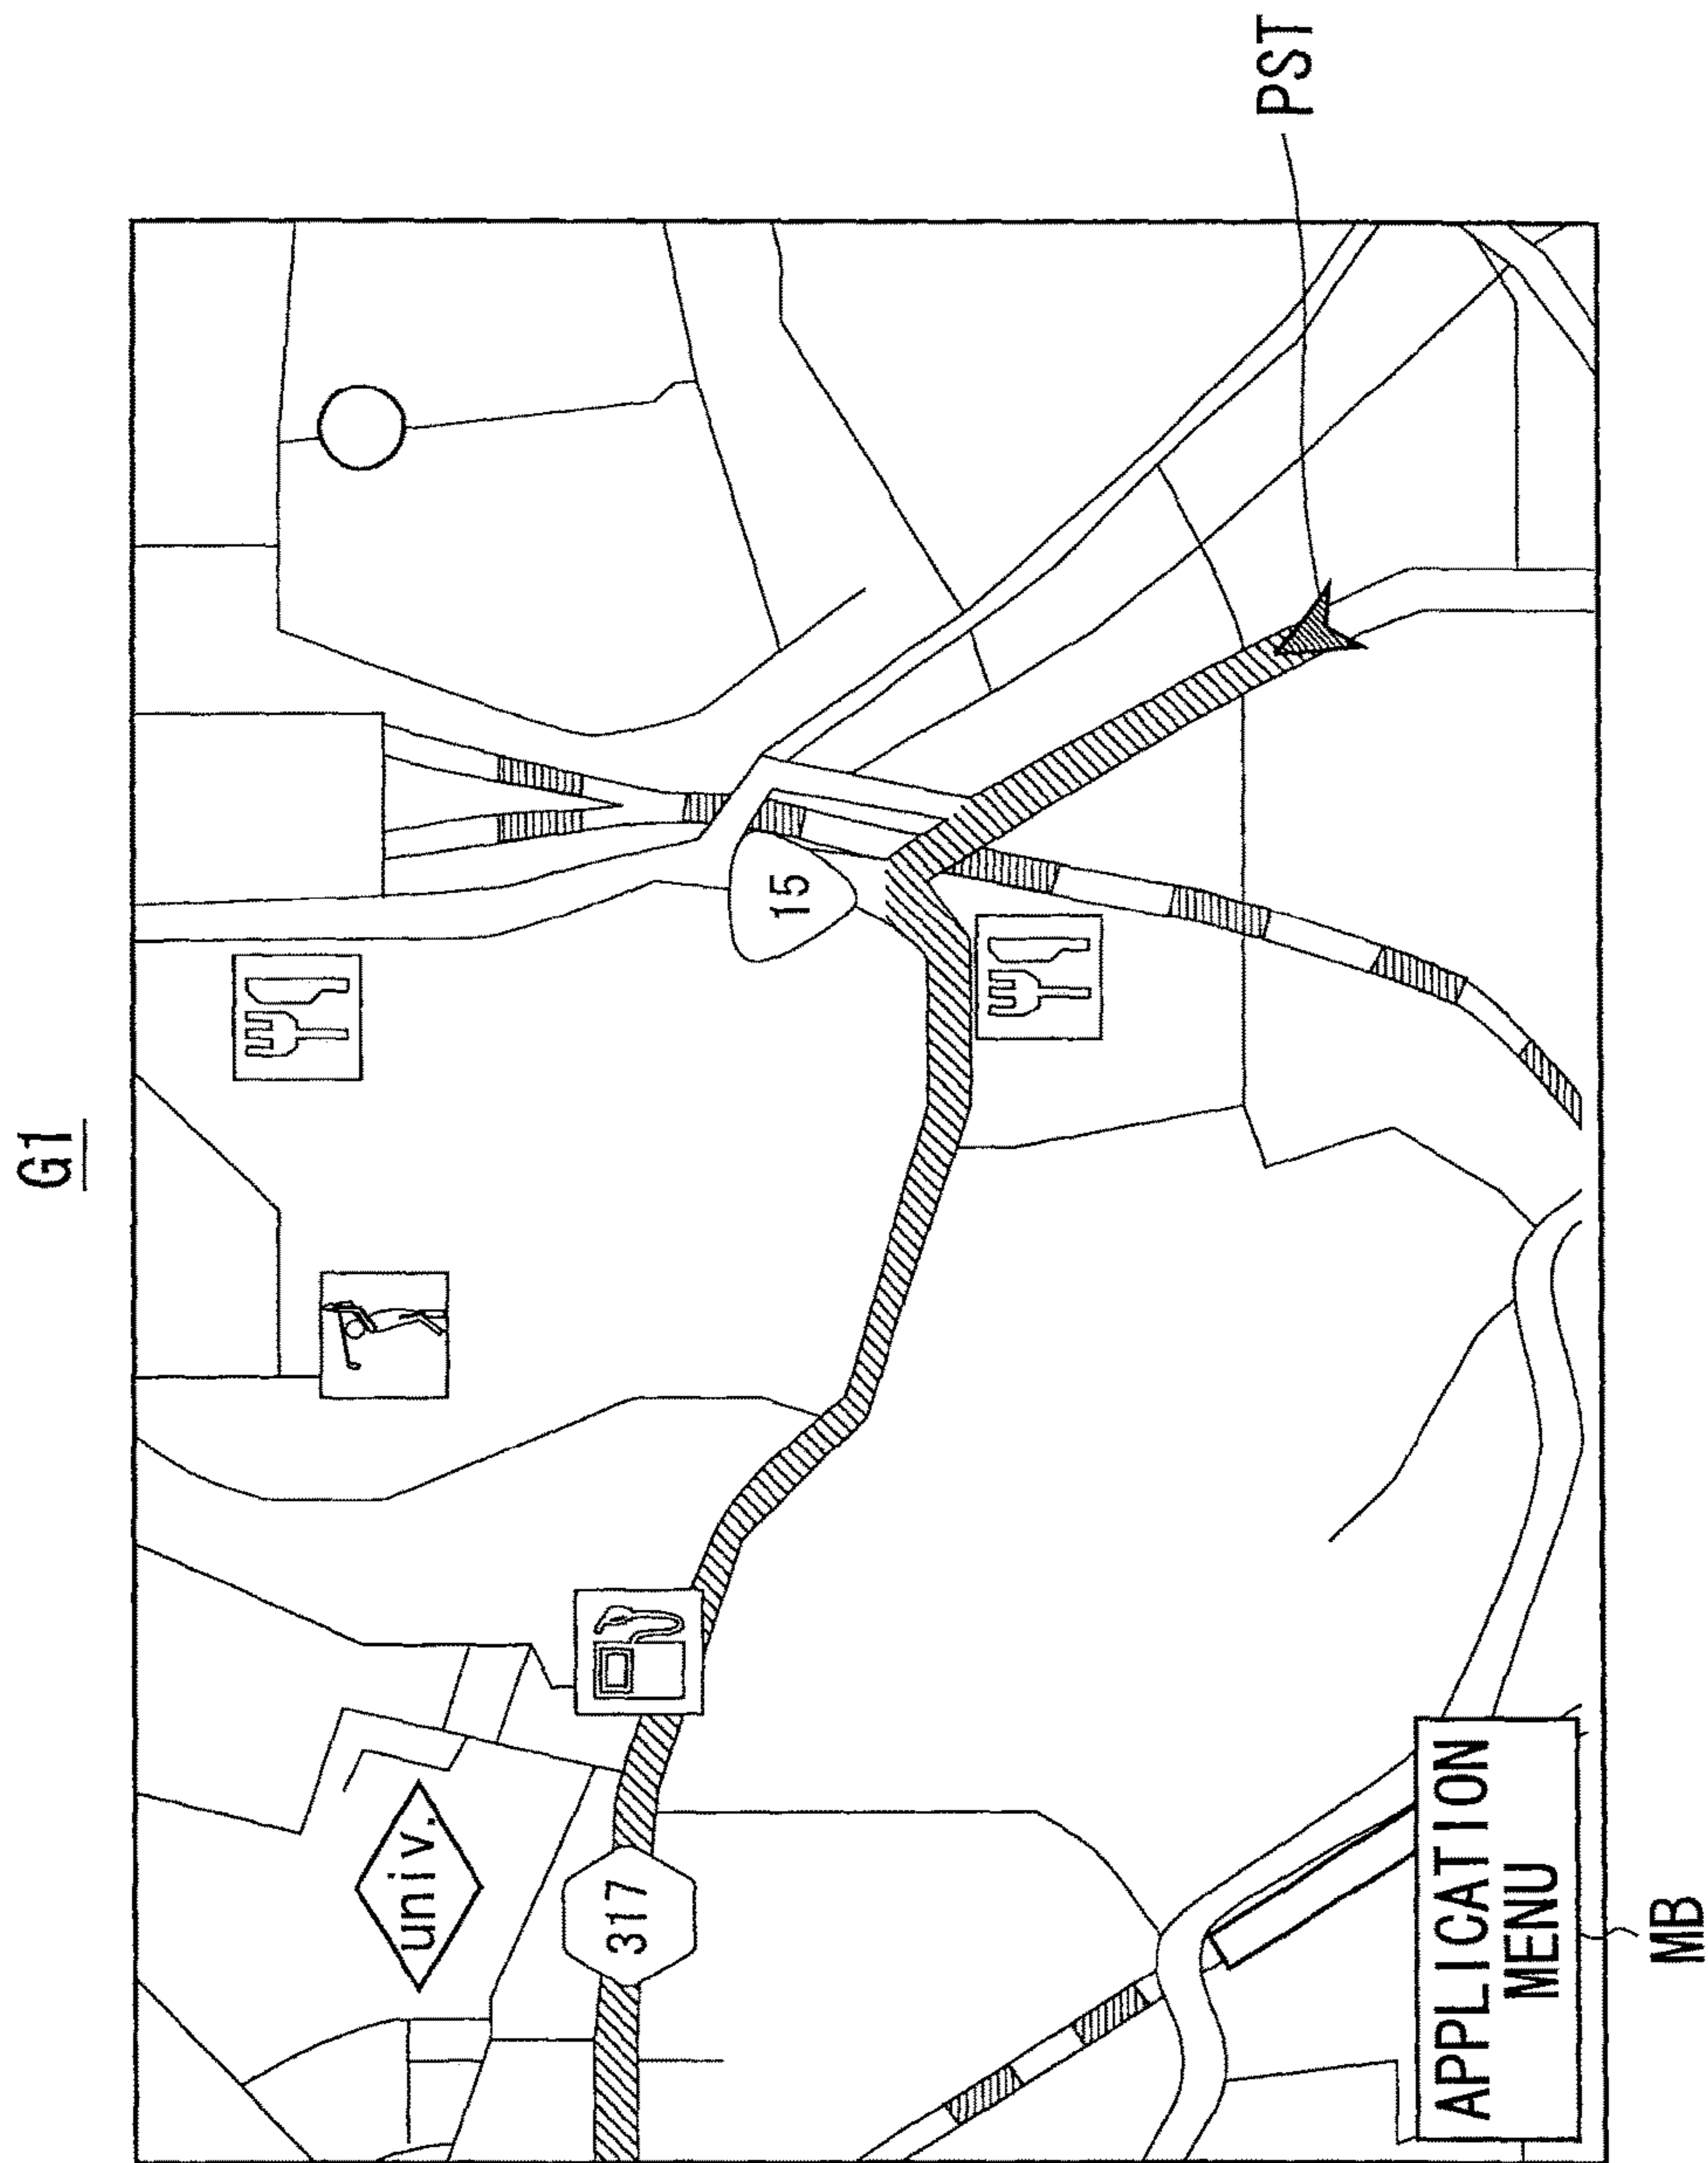 G1
univ.
317
15
APPLICATION
MENU
MB
PST